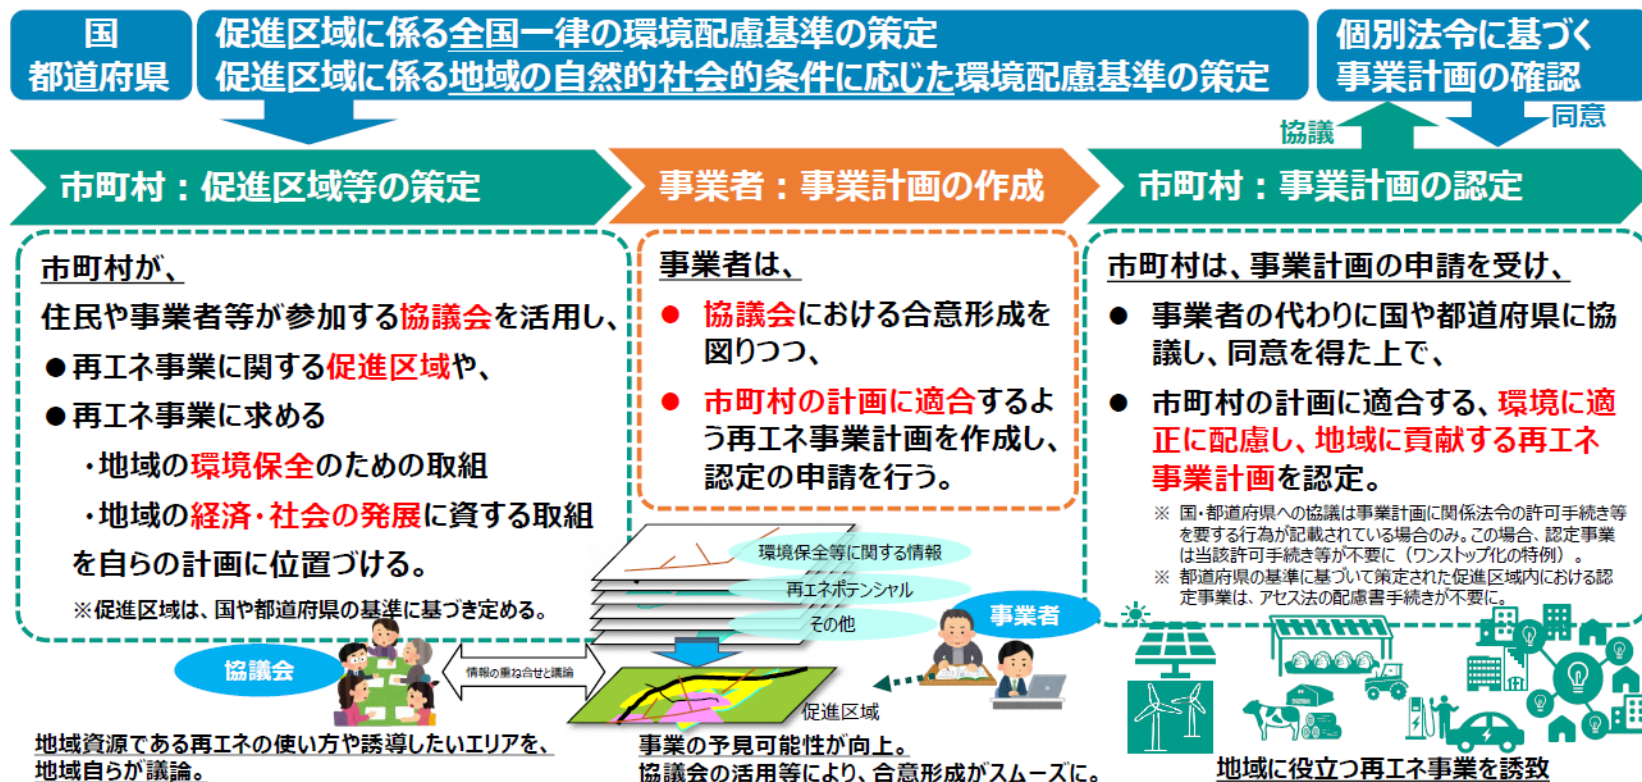 国
都道府県
促進区域に係る全国一律の環境配慮基準の策定
促進区域に係る地域の自然的社会的条件に応じた環境配慮基準の策定
個別法令に基づく
事業計画の確認
協議
同意
市町村：促進区域等の策定
事業者：事業計画の作成
市町村：事業計画の認定
市町村が、
住民や事業者等が参加する協議会を活用し、
●再エネ事業に関する促進区域や、
●再エネ事業に求める
・地域の環境保全のための取組
・地域の経済・社会の発展に資する取組
を自らの計画に位置づける。
※促進区域は、国や都道府県の基準に基づき定める。
事業者は、
● 協議会における合意形成を
図りつつ、
● 市町村の計画に適合するよ
う再エネ事業計画を作成し、
認定の申請を行う。
市町村は、事業計画の申請を受け、
● 事業者の代わりに国や都道府県に協
議し、同意を得た上で、
● 市町村の計画に適合する、環境に適
正に配慮し、地域に貢献する再エネ
事業計画を認定。
※ 国・都道府県への協議は事業計画に関係法令の許可手続き等
を要する行為が記載されている場合のみ。この場合、認定事業
は当該許可手続き等が不要に（ワンストップ化の特例）。
※ 都道府県の基準に基づいて策定された促進区域内における認
定事業は、アセス法の配慮書手続きが不要に。
環境保全等に関する情報
再エネポテンシャル
その他
事業者
協議会
情報の重ね合せと議論
促進区域
地域資源である再エネの使い方や誘導したいエリアを、
地域自らが議論。
事業の予見可能性が向上。
協議会の活用等により、合意形成がスムーズに。
地域に役立つ再エネ事業を誘致